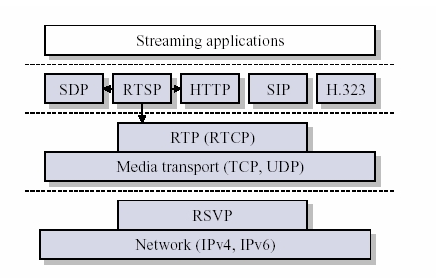 Streaming applications
SDP RTSP HTTP SIP H.323
RTP (RTCP)
Media transport (TCP, UDP)
RSVP
Network (IPv4, IPv6)